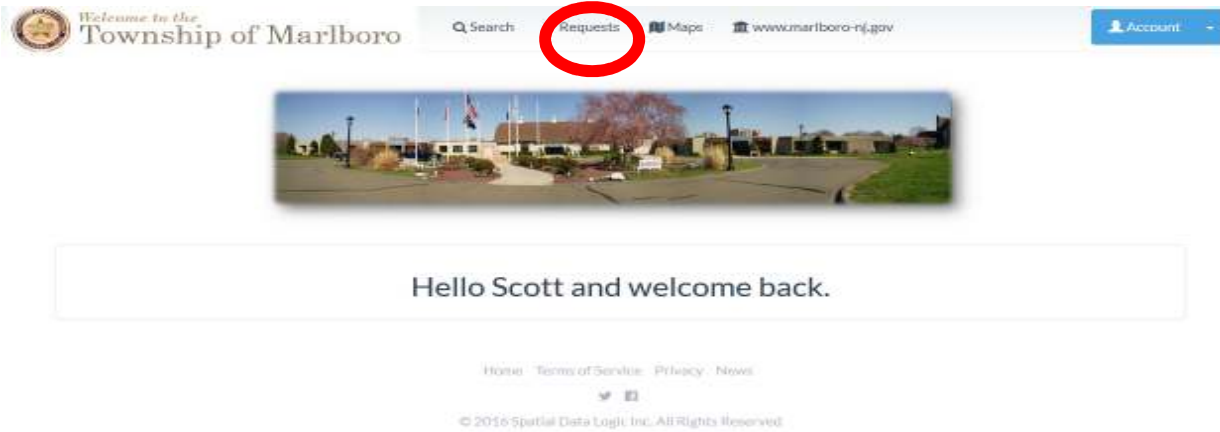 Welcome to the
Township of Marlboro
Search Requests Maps www.marlboro-nj.gov Account
Hello Scott and welcome back.
Home Terms of Service Privacy News
© 2016 Spatial Data Logic Inc. All Rights Reserved